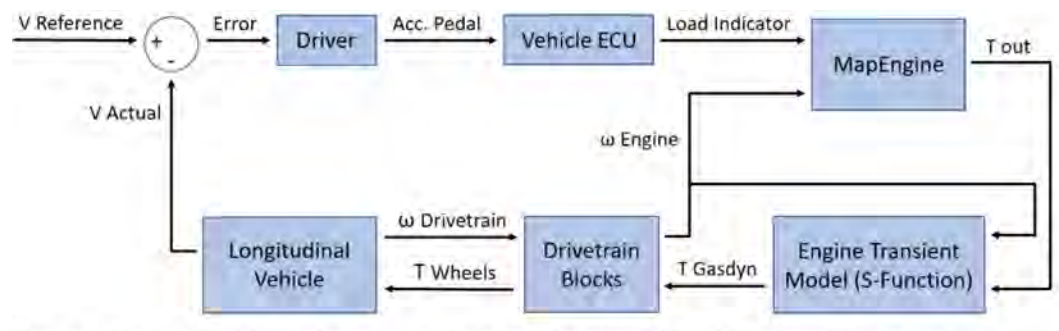 V Reference
+
-
Error
Driver
Acc. Pedal
Vehicle ECU
Load Indicator
MapEngine
T out
V Actual
ω Engine
Longitudinal
Vehicle
ω Drivetrain
T Wheels
Drivetrain
Blocks
T Gasdyn
Engine Transient
Model (S-Function)